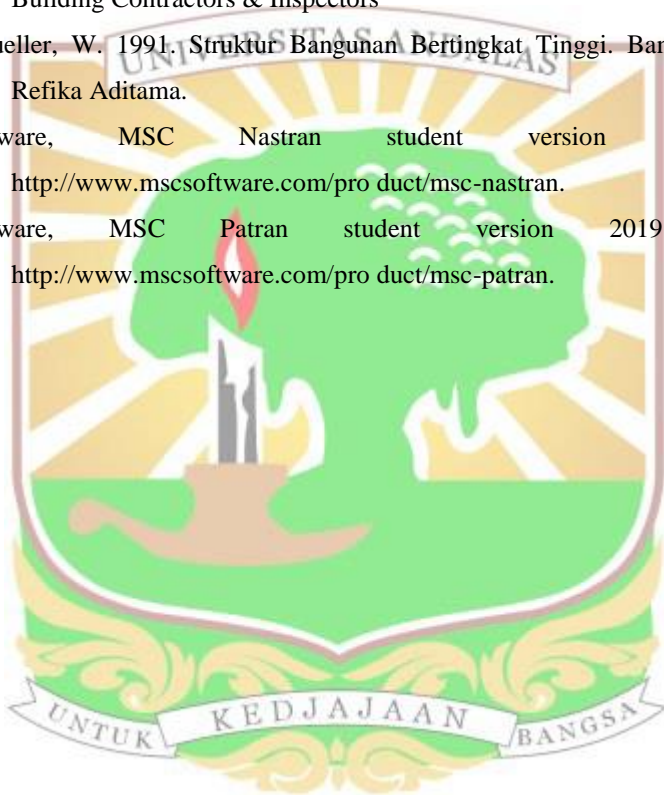 Building Contractors & Inspectors
ueller, W. 1991. Struktur Bangunan Bertingkat Tinggi. Ban
Refika Aditama.
ware, MSC Nastran student version
http://www.mscsoftware.com/pro duct/msc-nastran.
ware, MSC Patran student version 2019
http://www.mscsoftware.com/pro duct/msc-patran.
UNIVERSITAS ANDALAS
UNTUK KEDJAJAAN BANGSA